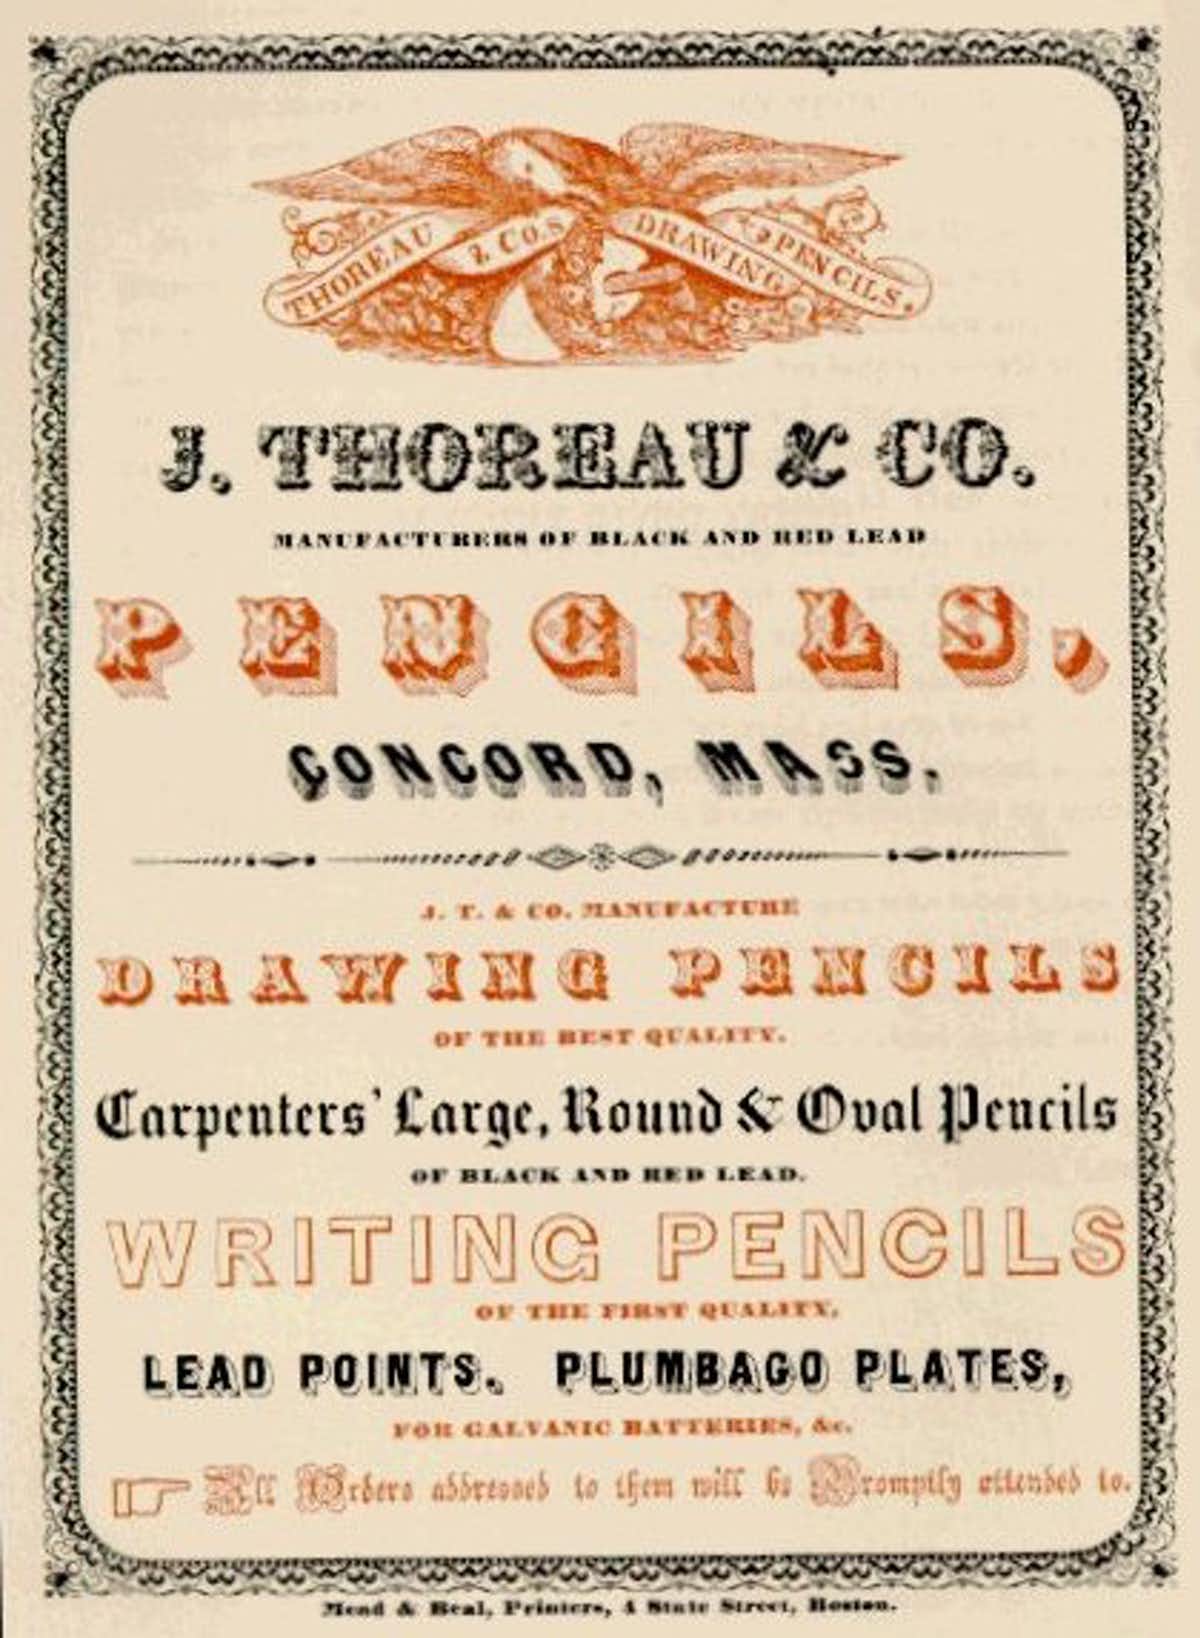 THOREAU & CO.S DRAWING PENCILS.
J. THOREAU & CO.
MANUFACTURERS OF BLACK AND RED LEAD
PENCILS,
CONCORD, MASS.
J. T. & CO. MANUFACTURE
DRAWING PENCILS
OF THE BEST QUALITY.
Carpenters' Large, Round & Oval Pencils
OF BLACK AND RED LEAD.
WRITING PENCILS
OF THE FIRST QUALITY.
LEAD POINTS. PLUMBAGO PLATES,
FOR GALVANIC BATTERIES, &c.
All Orders addressed to them will be Promptly attended to.
Mead & Beal, Printers, 4 State Street, Boston.